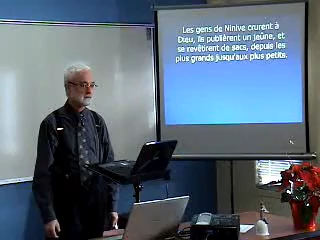 Les gens de Ninive crurent à
Dieu, ils publièrent un jeûne, et
se revêtirent de sacs, depuis les
plus grands jusqu'aux plus petits.